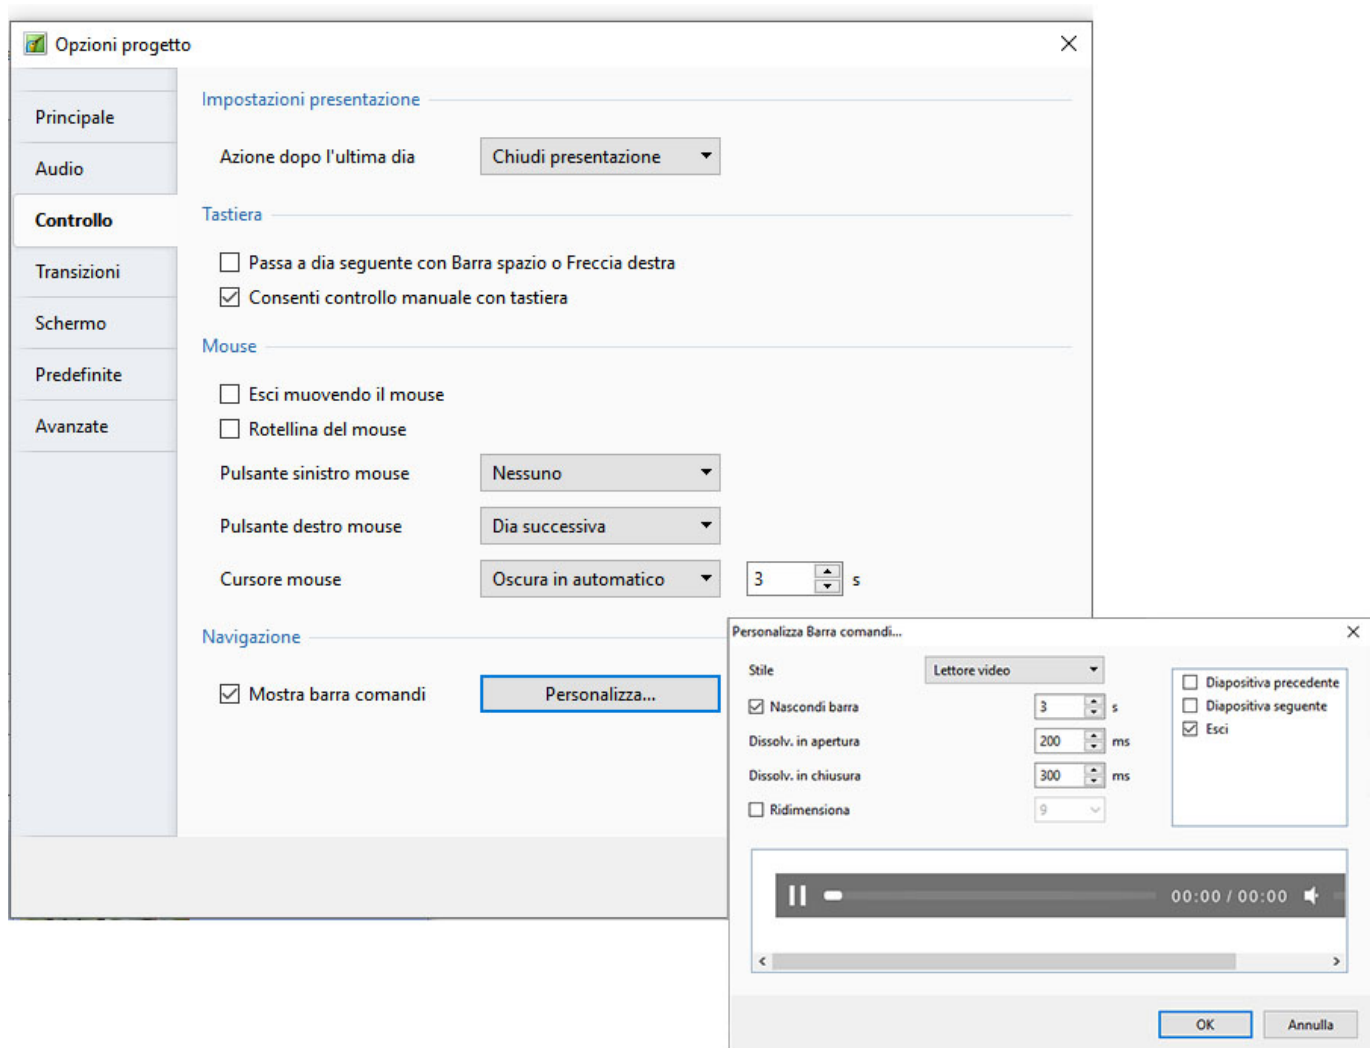 Opzioni progetto
Principale
Audio
Controllo
Transizioni
Schermo
Predefinite
Avanzate
Impostazioni presentazione
Azione dopo l'ultima dia Chiudi presentazione
Tastiera
Passa a dia seguente con Barra spazio o Freccia destra
Consenti controllo manuale con tastiera
Mouse
Esci muovendo il mouse
Rotellina del mouse
Pulsante sinistro mouse Nessuno
Pulsante destro mouse Dia successiva
Cursore mouse Oscura in automatico 3 s
Navigazione
Mostra barra comandi Personalizza...
Personalizza Barra comandi...
Stile Lettore video
Nascondi barra 3 s
Dissolv. in apertura 200 ms
Dissolv. in chiusura 300 ms
Ridimensiona 9
Diapositiva precedente
Diapositiva seguente
Esci
00:00 / 00:00
OK Annulla